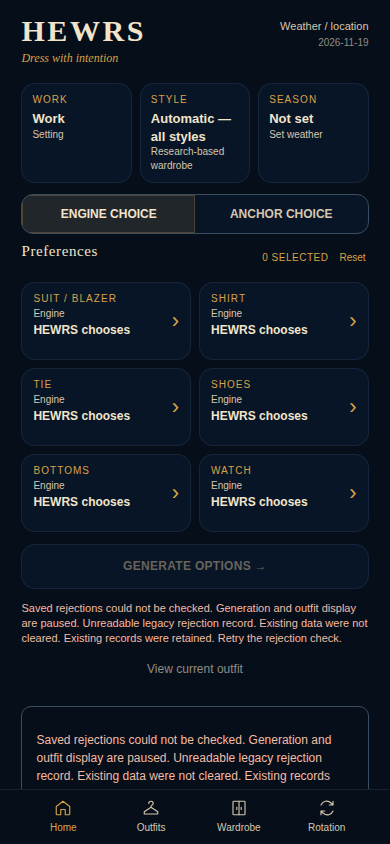 HEWRS
Weather / location
2026-11-19
Dress with intention
WORK
Work
Setting
STYLE
Automatic —
all styles
Research-based
wardrobe
SEASON
Not set
Set weather
ENGINE CHOICE
ANCHOR CHOICE
Preferences
0 SELECTED
Reset
SUIT / BLAZER
Engine
HEWRS chooses
›
SHIRT
Engine
HEWRS chooses
›
TIE
Engine
HEWRS chooses
›
SHOES
Engine
HEWRS chooses
›
BOTTOMS
Engine
HEWRS chooses
›
WATCH
Engine
HEWRS chooses
›
GENERATE OPTIONS →
Saved rejections could not be checked. Generation and outfit display
are paused. Unreadable legacy rejection record. Existing data were not
cleared. Existing records were retained. Retry the rejection check.
View current outfit
Saved rejections could not be checked. Generation and
outfit display are paused. Unreadable legacy rejection
record. Existing data were not cleared. Existing records
Home
Outfits
Wardrobe
Rotation